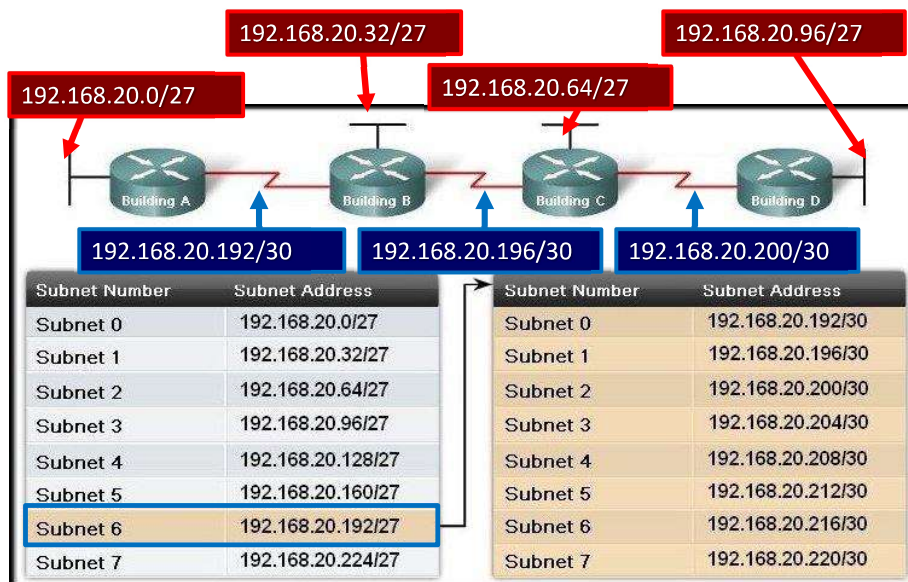 192.168.20.32/27
192.168.20.96/27
192.168.20.0/27
192.168.20.64/27
Building A
Building B
Building C
Building D
192.168.20.192/30
192.168.20.196/30
192.168.20.200/30
Subnet Number Subnet Address
Subnet 0 192.168.20.0/27
Subnet 1 192.168.20.32/27
Subnet 2 192.168.20.64/27
Subnet 3 192.168.20.96/27
Subnet 4 192.168.20.128/27
Subnet 5 192.168.20.160/27
Subnet 6 192.168.20.192/27
Subnet 7 192.168.20.224/27
Subnet Number Subnet Address
Subnet 0 192.168.20.192/30
Subnet 1 192.168.20.196/30
Subnet 2 192.168.20.200/30
Subnet 3 192.168.20.204/30
Subnet 4 192.168.20.208/30
Subnet 5 192.168.20.212/30
Subnet 6 192.168.20.216/30
Subnet 7 192.168.20.220/30